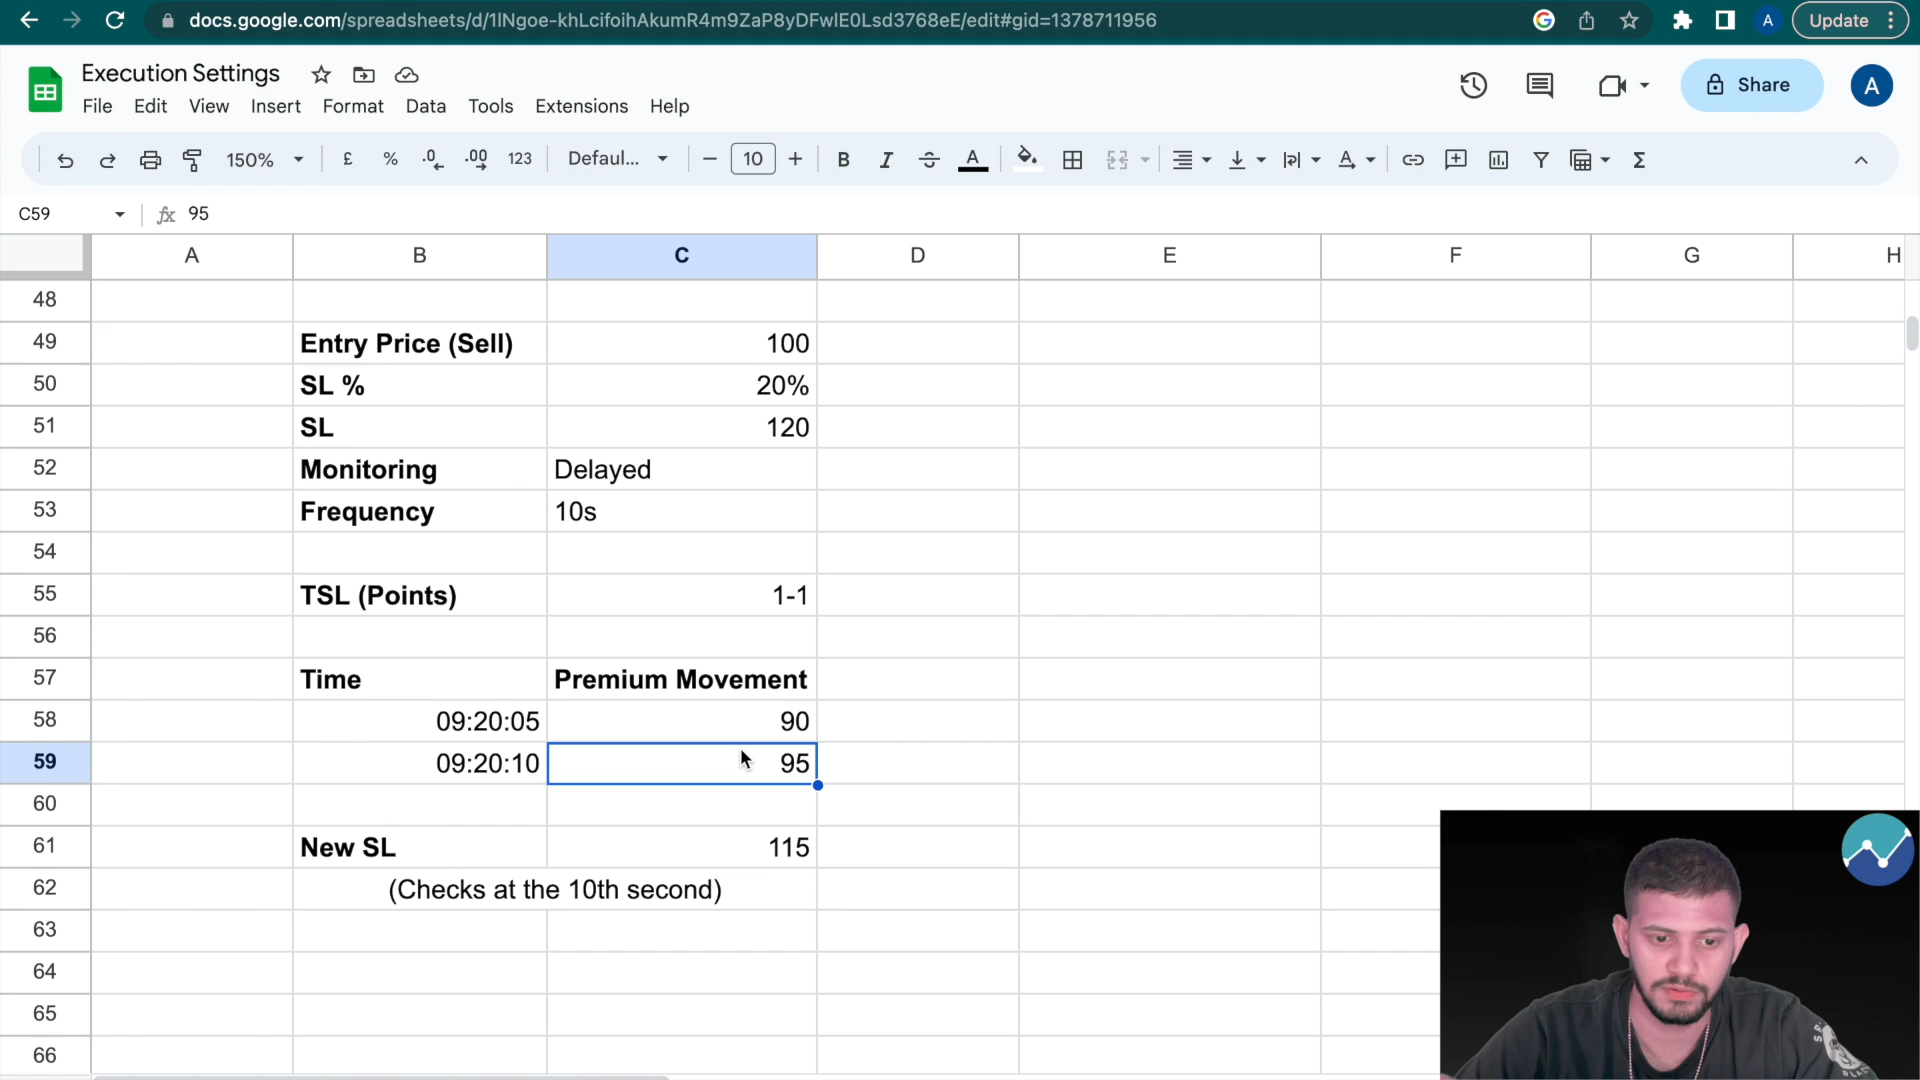 docs.google.com/spreadsheets/d/1lNgoe-khLcifoihAkumR4m9ZaP8yDFwlE0Lsd3768eE/edit#gid=1378711956
A
Update
Execution Settings
File Edit View Insert Format Data Tools Extensions Help
Share
A
150% £ % .0 .00 123 Defaul... 10 B I A
C59 fx 95
A B C D E F G H
48
49 Entry Price (Sell) 100
50 SL % 20%
51 SL 120
52 Monitoring Delayed
53 Frequency 10s
54
55 TSL (Points) 1-1
56
57 Time Premium Movement
58 09:20:05 90
59 09:20:10 95
60
61 New SL 115
62 (Checks at the 10th second)
63
64
65
66